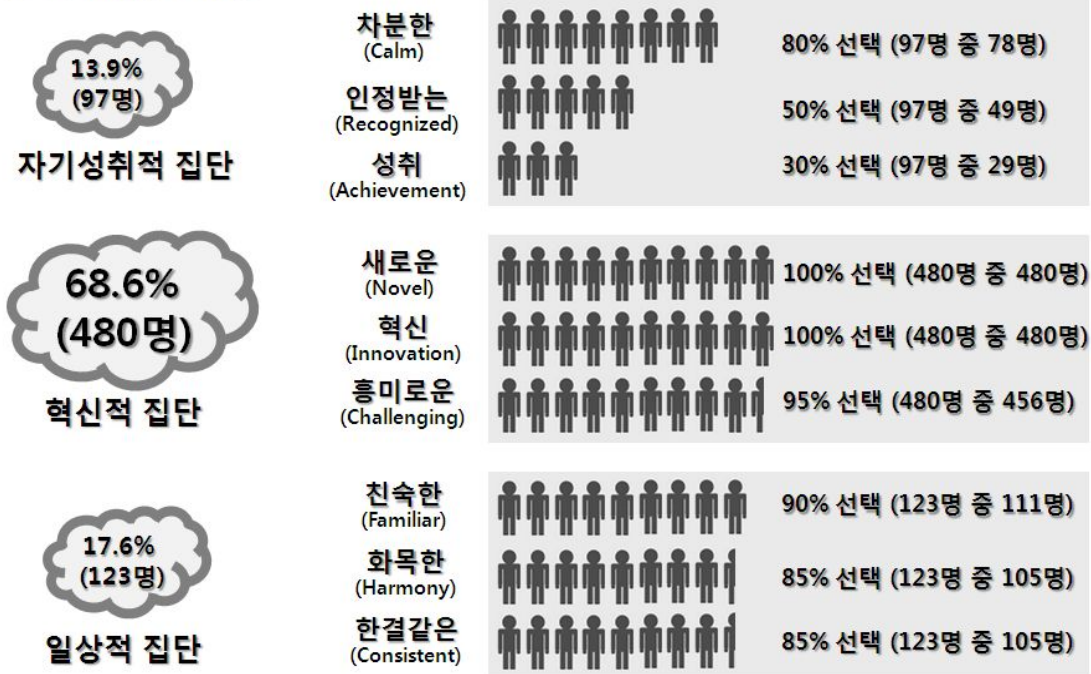 13.9%
(97명)
자기성취적 집단
차분한
(Calm)
80% 선택 (97명 중 78명)
인정받는
(Recognized)
50% 선택 (97명 중 49명)
성취
(Achievement)
30% 선택 (97명 중 29명)
68.6%
(480명)
혁신적 집단
새로운
(Novel)
100% 선택 (480명 중 480명)
혁신
(Innovation)
100% 선택 (480명 중 480명)
흥미로운
(Challenging)
95% 선택 (480명 중 456명)
17.6%
(123명)
일상적 집단
친숙한
(Familiar)
90% 선택 (123명 중 111명)
화목한
(Harmony)
85% 선택 (123명 중 105명)
한결같은
(Consistent)
85% 선택 (123명 중 105명)